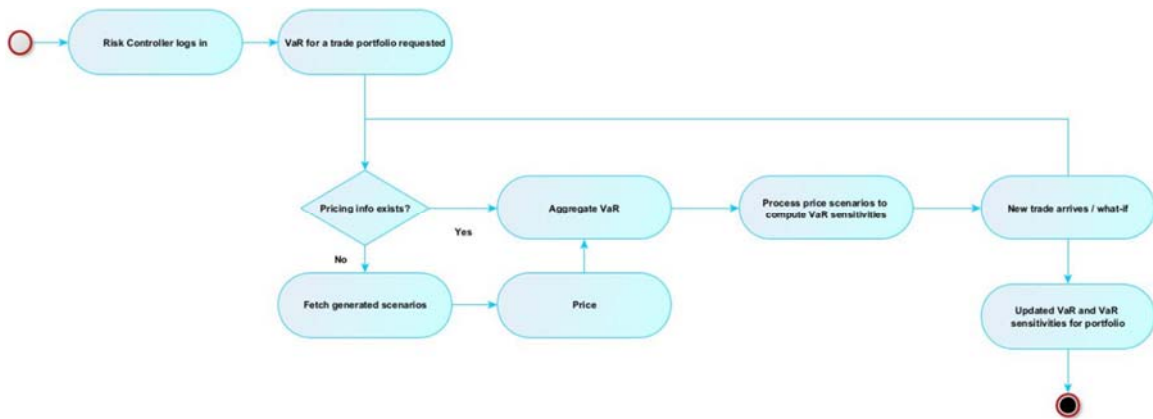 Risk Controller logs in
VaR for a trade portfolio requested
Pricing info exists?
Yes
No
Aggregate VaR
Process price scenarios to
compute VaR sensitivities
New trade arrives / what-if
Fetch generated scenarios
Price
Updated VaR and VaR
sensitivities for portfolio